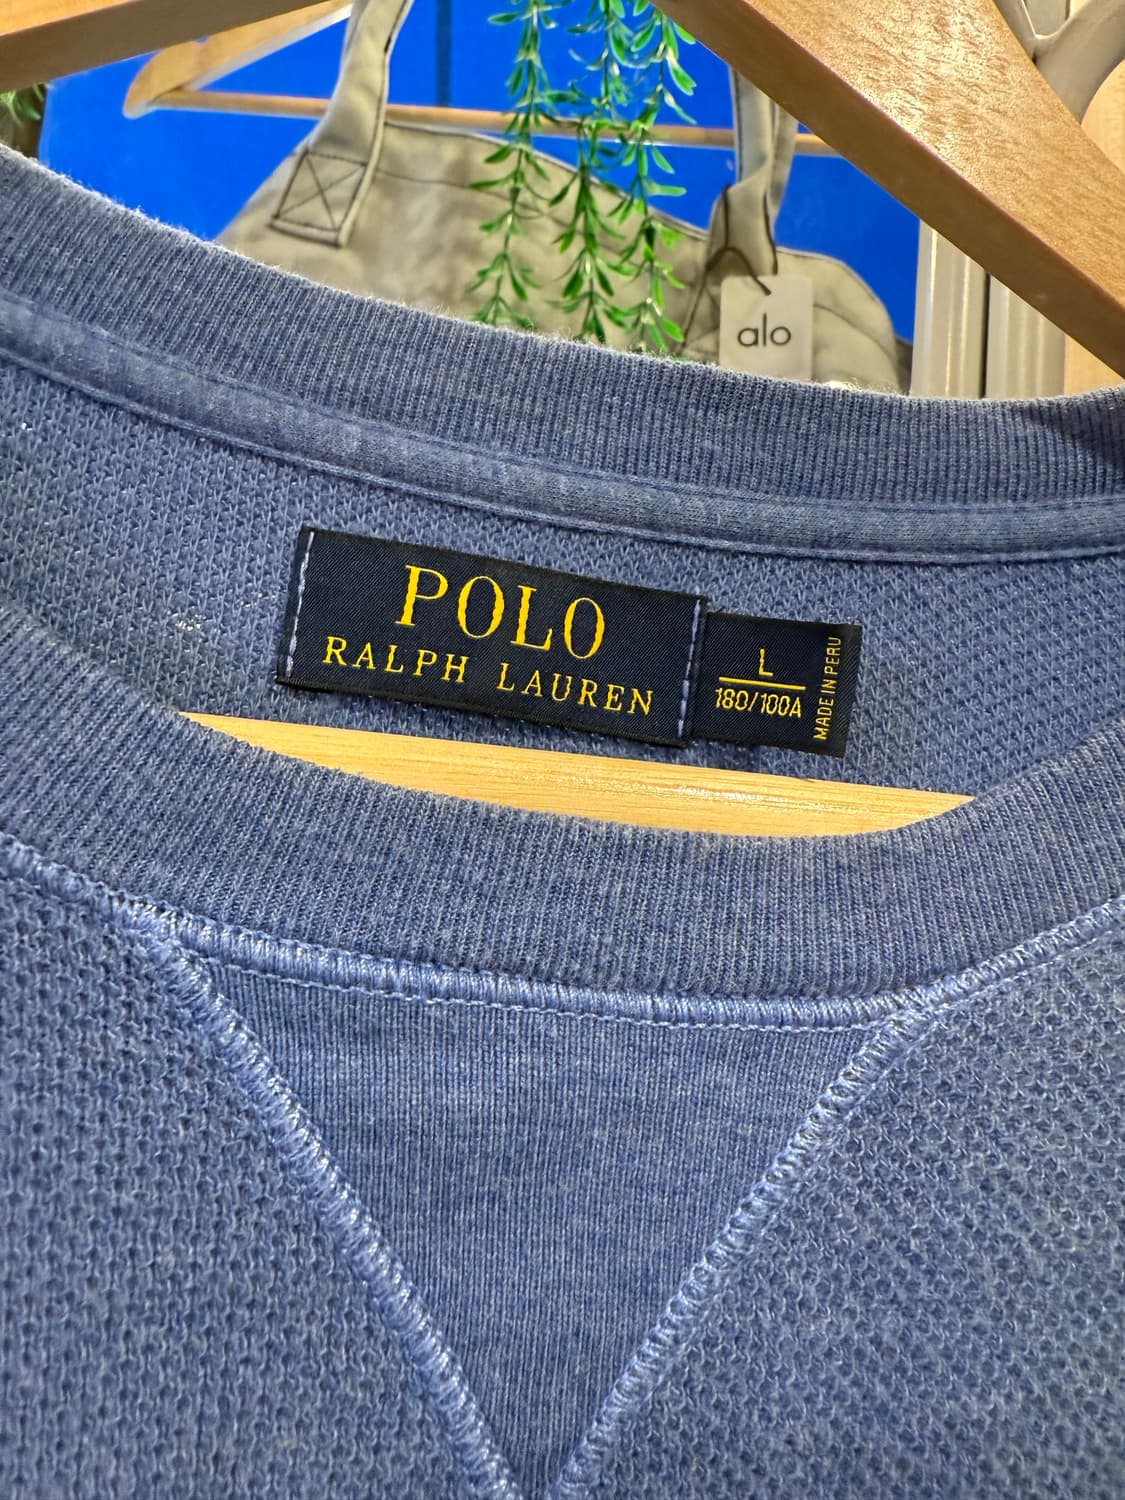 alo
POLO
RALPH LAUREN
L
180/100A
MADE IN PERU